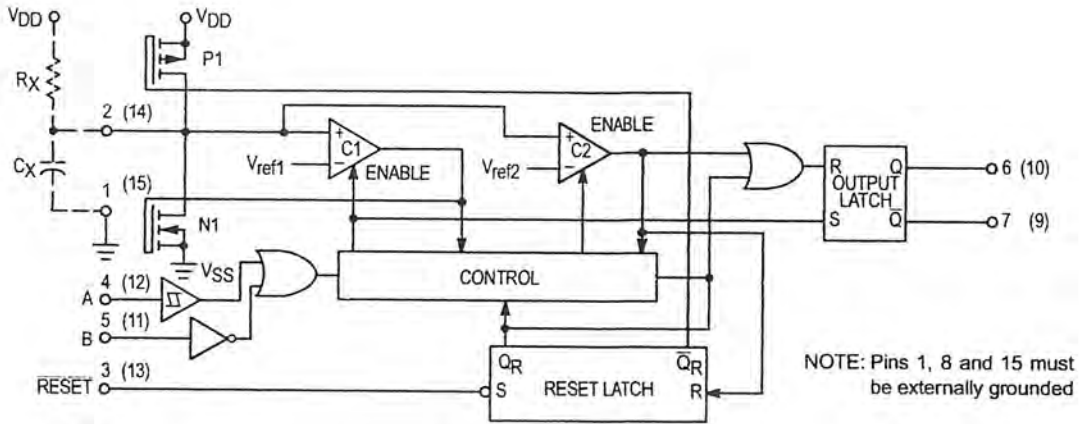 VDD
VDD
P1
RX
2 (14)
+
C1
−
Vref1
ENABLE
+
C2
−
Vref2
ENABLE
CX
1 (15)
N1
VSS
R Q
OUTPUT
LATCH
S Q̅
6 (10)
7 (9)
CONTROL
4 (12)
A
5 (11)
B
3 (13)
R̅E̅S̅E̅T̅
QR Q̅R
S RESET LATCH R
NOTE: Pins 1, 8 and 15 must
be externally grounded